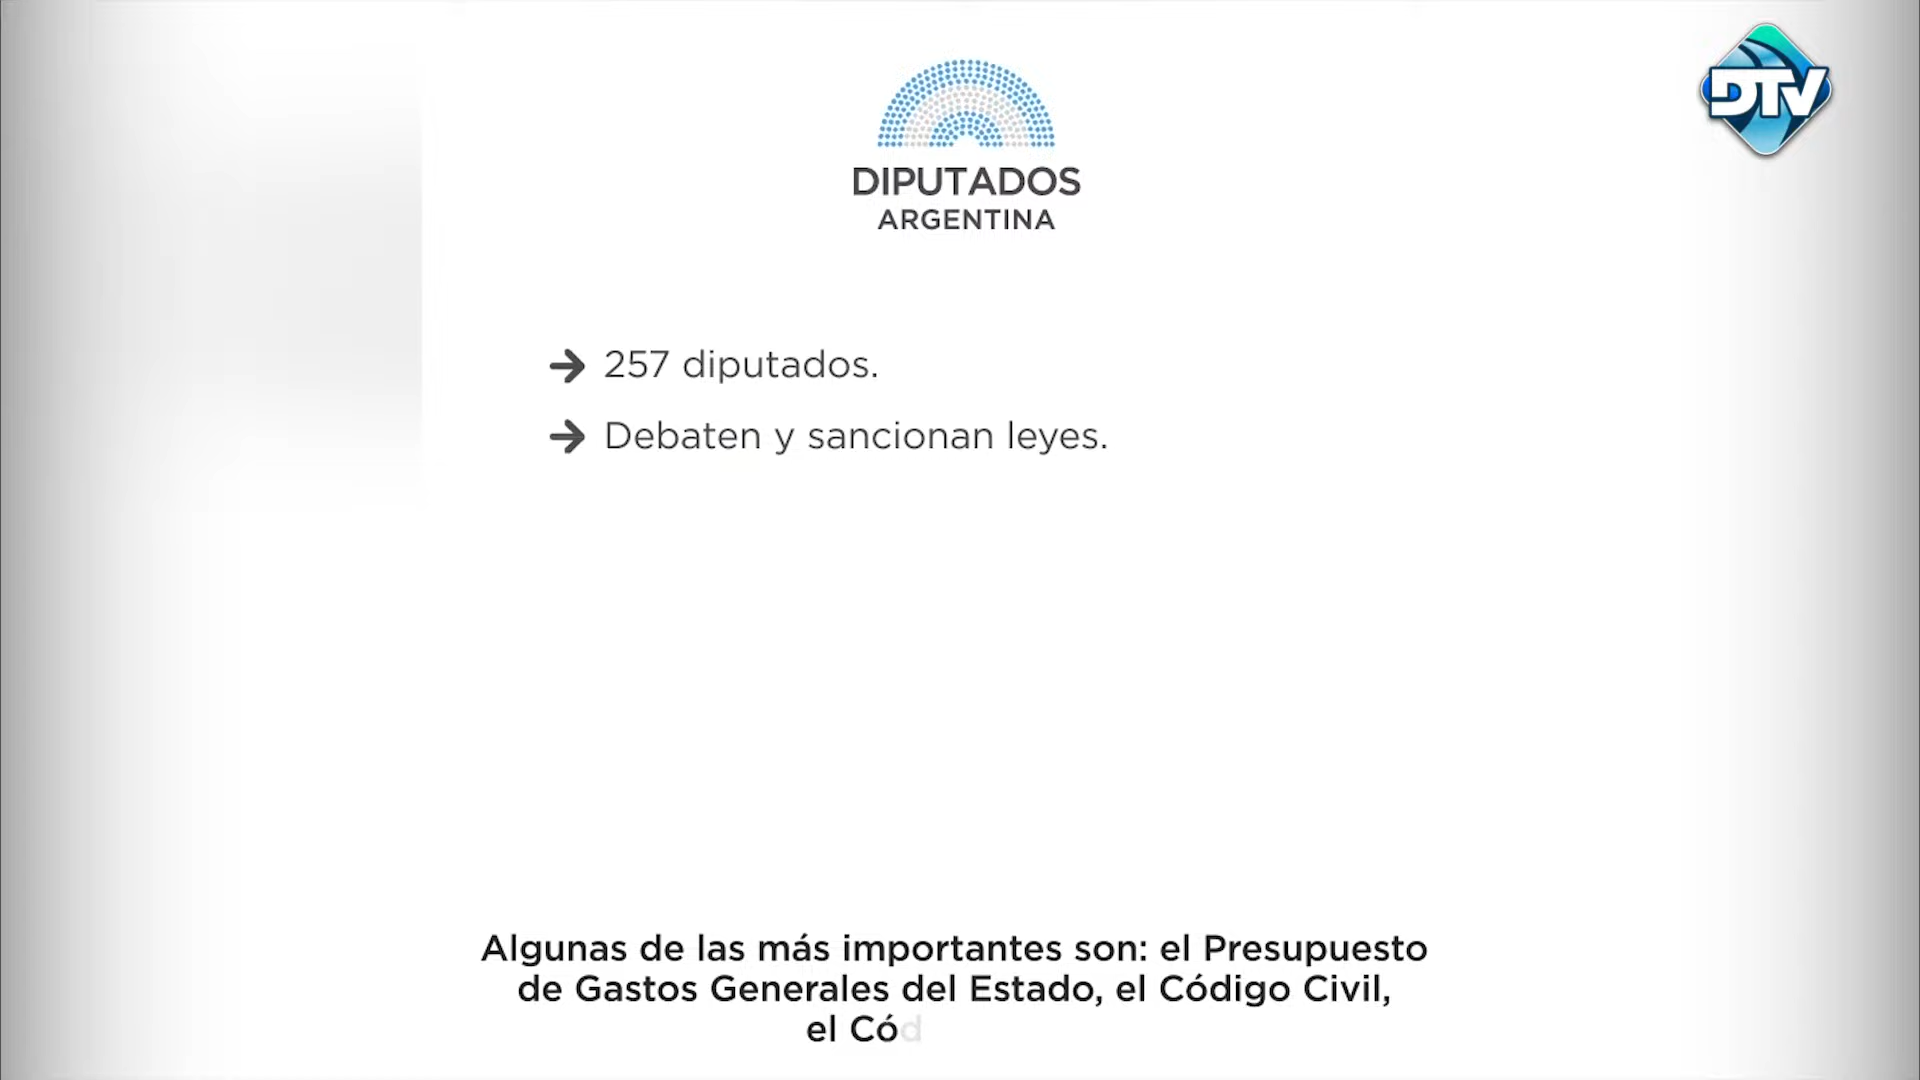 DTV
DIPUTADOS
ARGENTINA
→ 257 diputados.
→ Debaten y sancionan leyes.
Algunas de las más importantes son: el Presupuesto
de Gastos Generales del Estado, el Código Civil,
el Cód